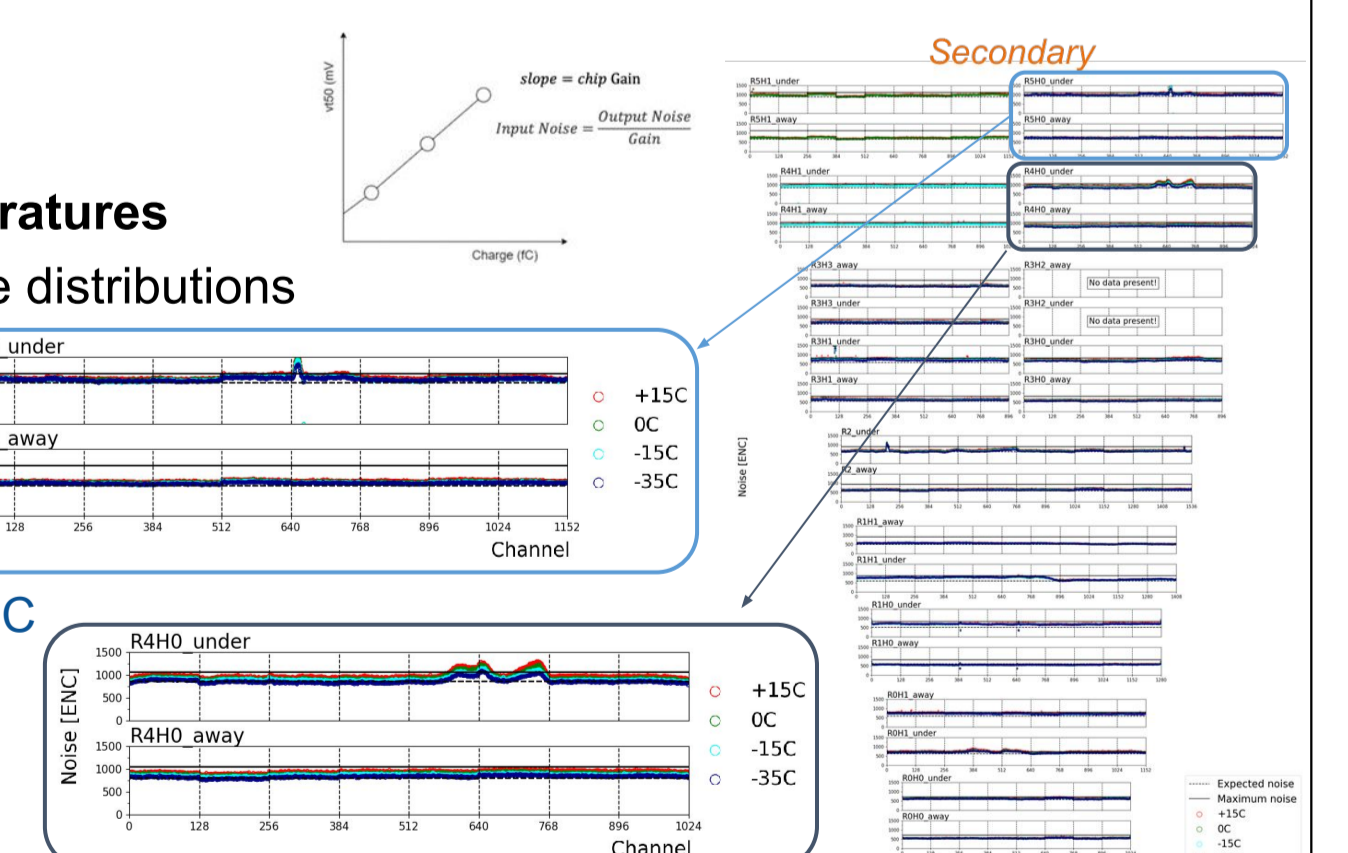 Secondary
vt50 (mV
slope = chip Gain
Input Noise = Output Noise
Gain
Charge (fC)
ratures
e distributions
_under
_away
128 256 384 512 640 768 896 1024 1152
Channel
+15C
0C
-15C
-35C
C
R4H0_under
1500
1000
500
0
R4H0_away
1500
1000
500
0
Noise [ENC]
0 128 256 384 512 640 768 896 1024
Channel
+15C
0C
-15C
-35C
R5H1_under
R5H0_under
R5H1_away
R5H0_away
R4H1_under
R4H0_under
R4H1_away
R4H0_away
R3H3_away
R3H2_away
No data present!
R3H3_under
R3H2_under
No data present!
R3H1_under
R3H0_under
R3H1_away
R3H0_away
Noise [ENC]
R2_under
R2_away
R1H1_away
R1H1_under
R1H0_under
R1H0_away
R0H1_away
R0H1_under
R0H0_under
R0H0_away
Expected noise
Maximum noise
+15C
0C
-15C